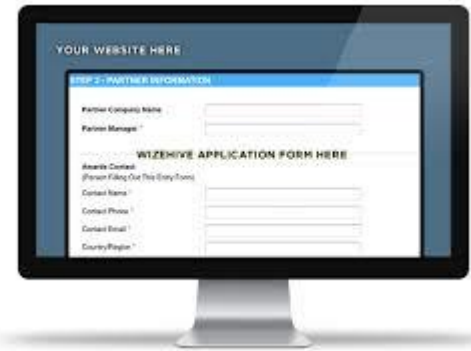 YOUR WEBSITE HERE
STEP 2 - PARTNER INFORMATION
Partner Company Name
Partner Manager *
WIZEHIVE APPLICATION FORM HERE
Awards Contact
(Person Filling Out This Entry Form)
Contact Name *
Contact Phone *
Contact Email *
Country/Region *